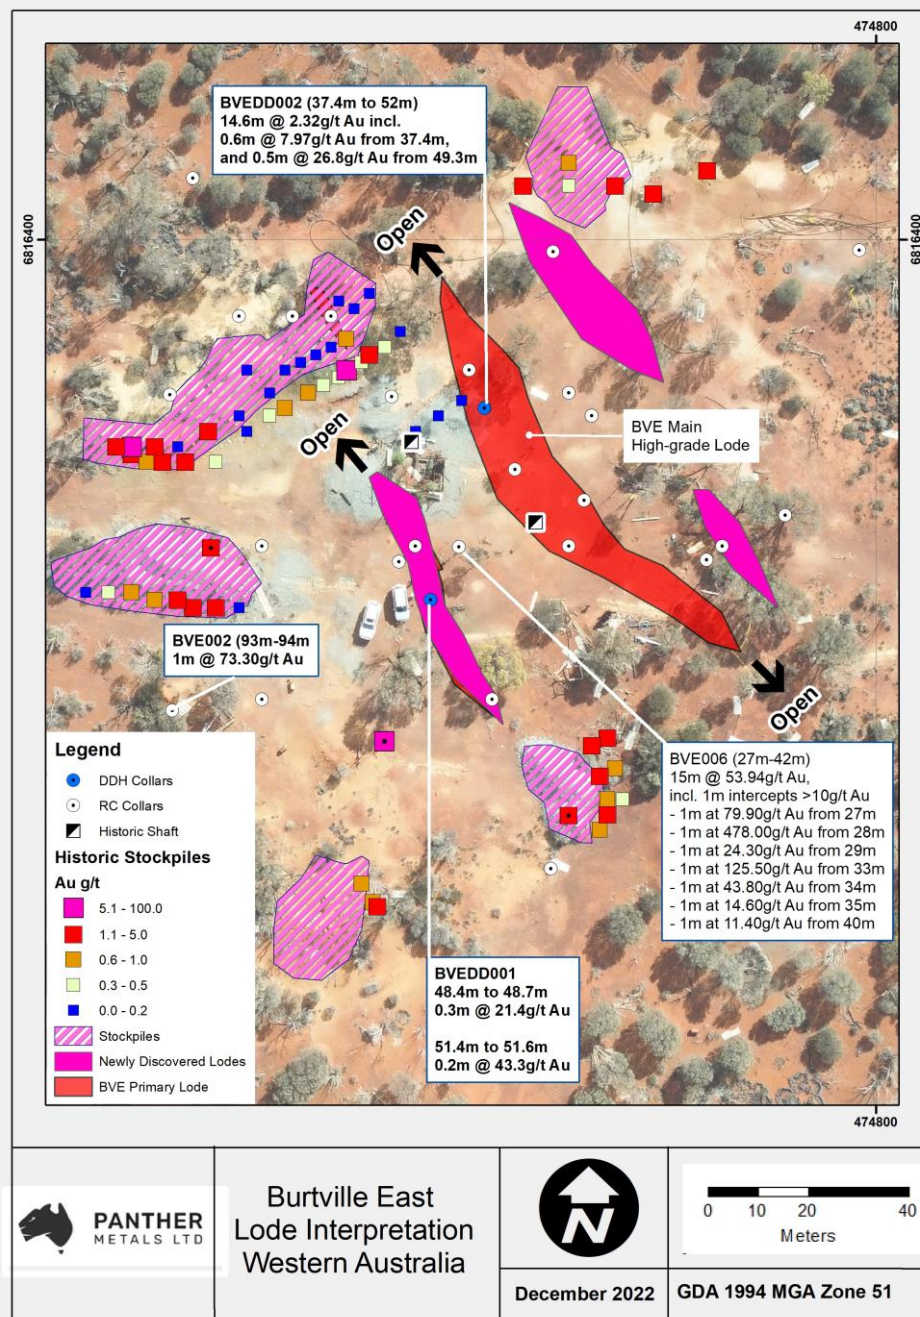 474800
6816400
6816400
BVEDD002 (37.4m to 52m)
14.6m @ 2.32g/t Au incl.
0.6m @ 7.97g/t Au from 37.4m,
and 0.5m @ 26.8g/t Au from 49.3m
Open
Open
BVE Main
High-grade Lode
BVE002 (93m-94m
1m @ 73.30g/t Au
Open
BVE006 (27m-42m)
15m @ 53.94g/t Au,
incl. 1m intercepts >10g/t Au
- 1m at 79.90g/t Au from 27m
- 1m at 478.00g/t Au from 28m
- 1m at 24.30g/t Au from 29m
- 1m at 125.50g/t Au from 33m
- 1m at 43.80g/t Au from 34m
- 1m at 14.60g/t Au from 35m
- 1m at 11.40g/t Au from 40m
BVEDD001
48.4m to 48.7m
0.3m @ 21.4g/t Au
51.4m to 51.6m
0.2m @ 43.3g/t Au
Legend
DDH Collars
RC Collars
Historic Shaft
Historic Stockpiles
Au g/t
5.1 - 100.0
1.1 - 5.0
0.6 - 1.0
0.3 - 0.5
0.0 - 0.2
Stockpiles
Newly Discovered Lodes
BVE Primary Lode
474800
PANTHER
METALS LTD
Burtville East
Lode Interpretation
Western Australia
N
December 2022
0 10 20 40
Meters
GDA 1994 MGA Zone 51